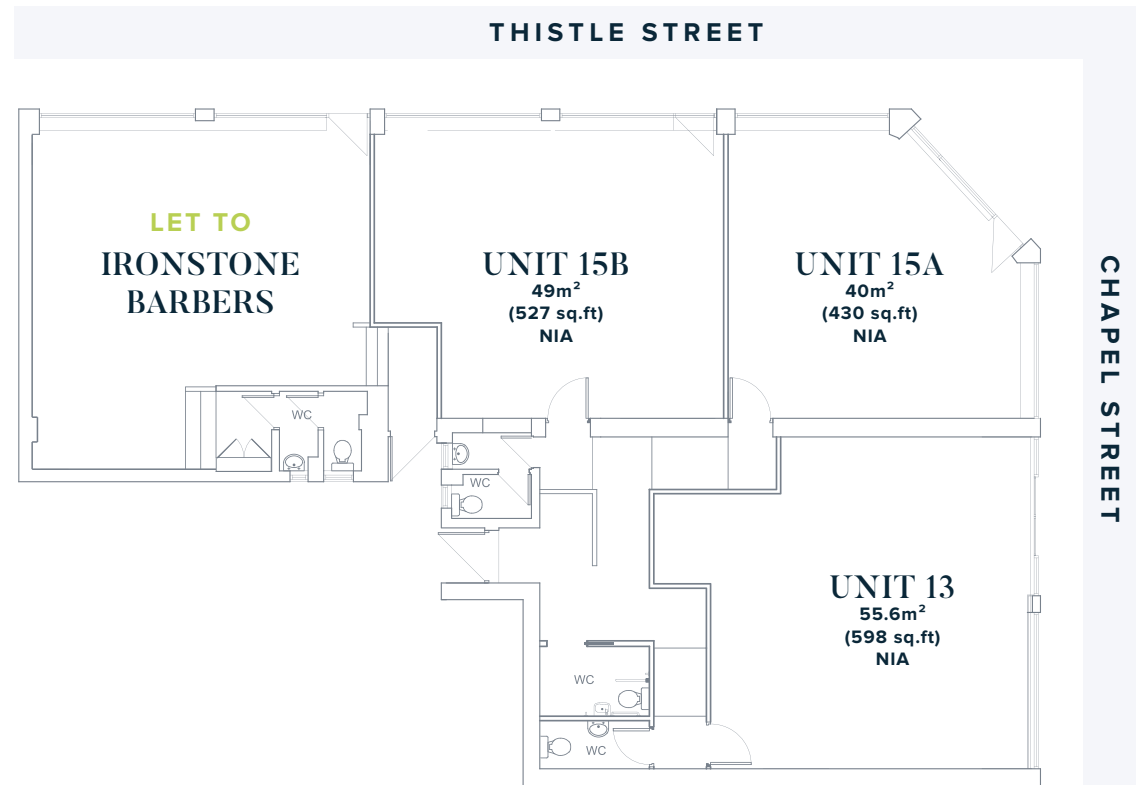 THISTLE STREET
LET TO
IRONSTONE
BARBERS
UNIT 15B
49m²
(527 sq.ft)
NIA
UNIT 15A
40m²
(430 sq.ft)
NIA
CHAPEL STREET
WC
WC
UNIT 13
55.6m²
(598 sq.ft)
NIA
WC
WC